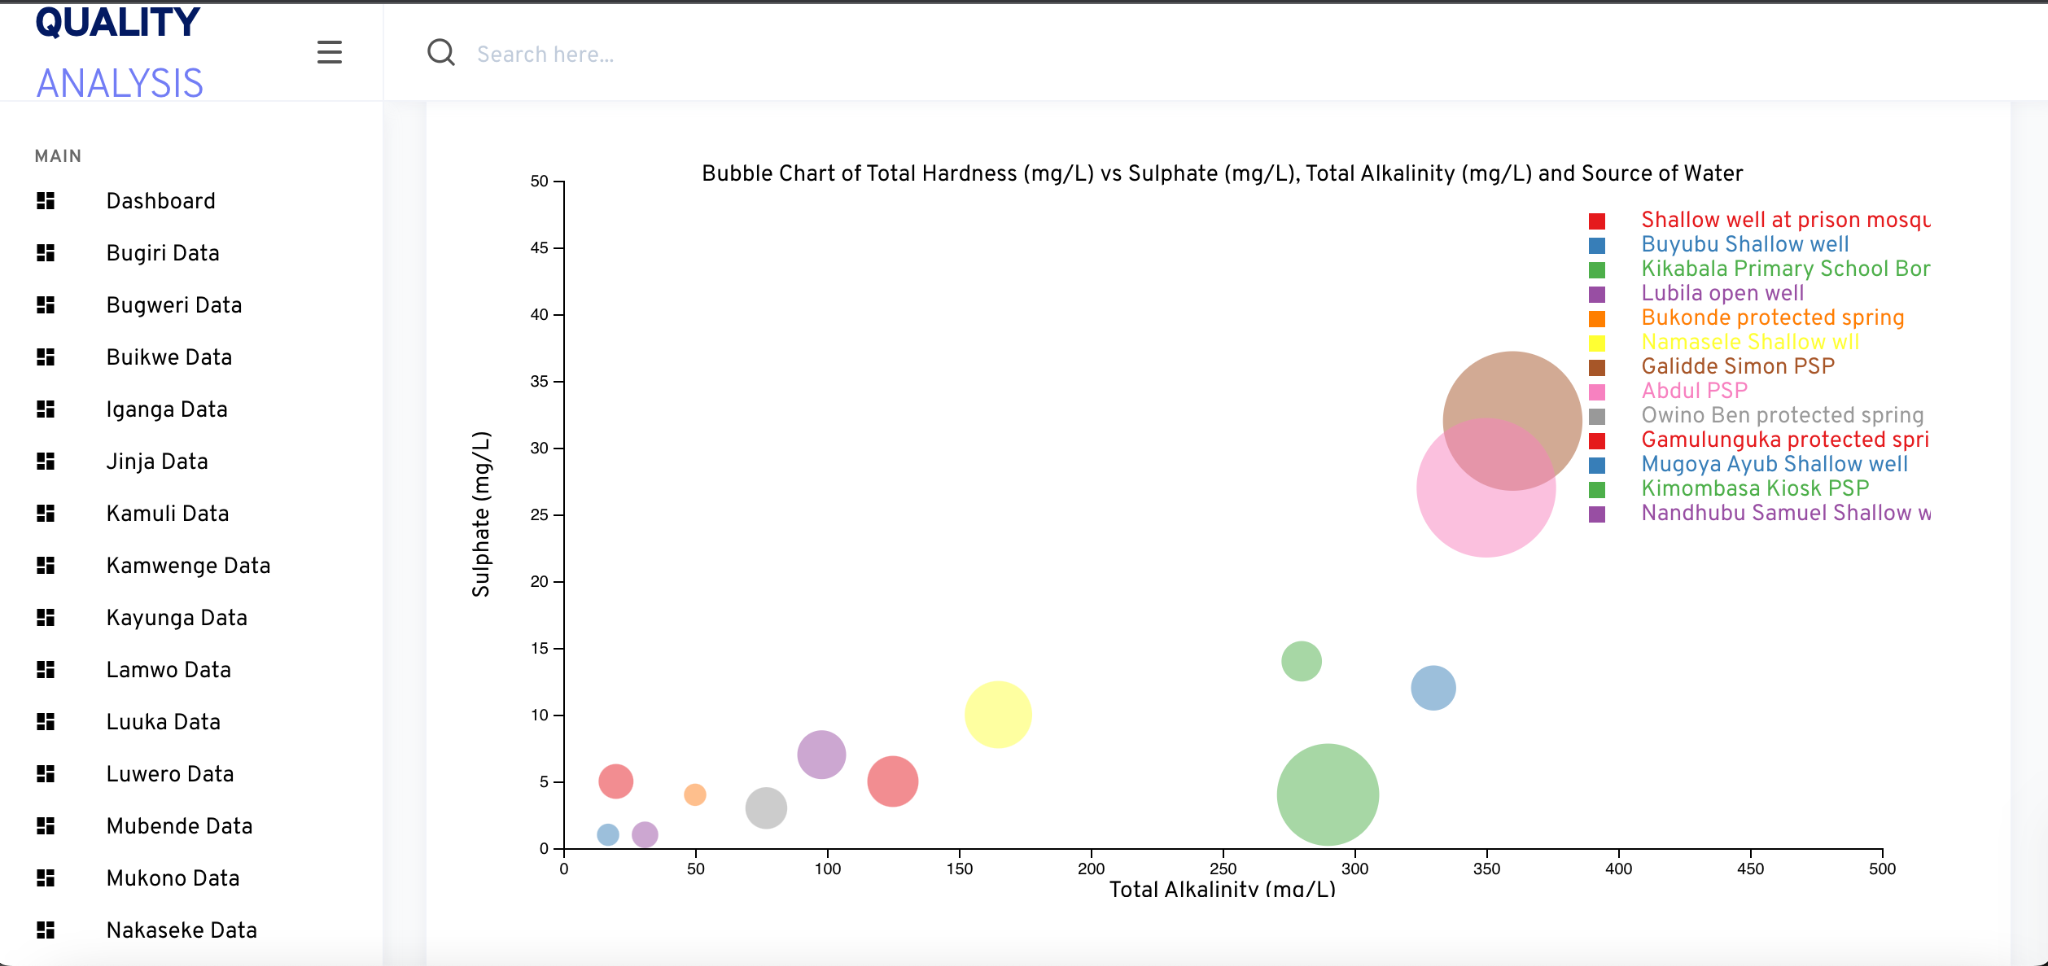 QUALITY
ANALYSIS
Search here...
MAIN
Dashboard
Bugiri Data
Bugweri Data
Buikwe Data
Iganga Data
Jinja Data
Kamuli Data
Kamwenge Data
Kayunga Data
Lamwo Data
Luuka Data
Luwero Data
Mubende Data
Mukono Data
Nakaseke Data
Bubble Chart of Total Hardness (mg/L) vs Sulphate (mg/L), Total Alkalinity (mg/L) and Source of Water
50
45
40
35
30
25
20
15
10
5
0
Sulphate (mg/L)
Shallow well at prison mosqu
Buyubu Shallow well
Kikabala Primary School Bor
Lubila open well
Bukonde protected spring
Namasele Shallow wll
Galidde Simon PSP
Abdul PSP
Owino Ben protected spring
Gamulunguka protected spri
Mugoya Ayub Shallow well
Kimombasa Kiosk PSP
Nandhubu Samuel Shallow w
0 50 100 150 200 250 300 350 400 450 500
Total Alkalinity (mg/L)